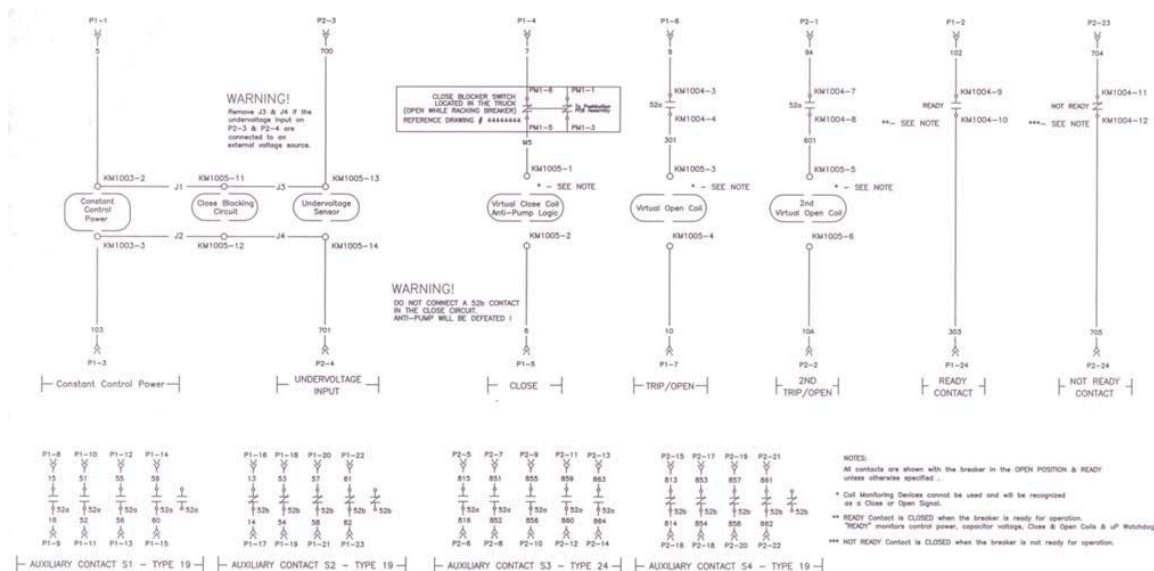 P1-1
P2-3
P1-4
P1-6
P2-1
P1-2
P2-23
5
700
7
9
9A
102
704
WARNING!
Remove J3 & J4 if the
undervoltage input on
P2-3 & P2-4 are
connected to an
external voltage source.
CLOSE BLOCKER SWITCH
LOCATED IN THE TRUCK
(OPEN WHILE RACKING BREAKER)
REFERENCE DRAWING # 44444444
PM1-6
PM1-1
To Pushbutton
PCB Assembly
PM1-5
PM1-3
W5
KM1004-3
52a
KM1004-4
301
KM1004-7
52a
KM1004-8
601
KM1004-9
READY
KM1004-10
**- SEE NOTE
KM1004-11
NOT READY
KM1004-12
***- SEE NOTE
KM1003-2
J1
KM1005-11
J3
KM1005-13
KM1005-1
* - SEE NOTE
KM1005-3
* - SEE NOTE
KM1005-5
* - SEE NOTE
Constant
Control
Power
Close Blocking
Circuit
Undervoltage
Sensor
Virtual Close Coil
Anti-Pump Logic
Virtual Open Coil
2nd
Virtual Open Coil
KM1003-3
J2
KM1005-12
J4
KM1005-14
KM1005-2
KM1005-4
KM1005-6
WARNING!
DO NOT CONNECT A 52b CONTACT
IN THE CLOSE CIRCUIT.
ANTI-PUMP WILL BE DEFEATED !
103
701
6
10
10A
303
705
P1-3
P2-4
P1-5
P1-7
P2-2
P1-24
P2-24
Constant Control Power
UNDERVOLTAGE
INPUT
CLOSE
TRIP/OPEN
2ND
TRIP/OPEN
READY
CONTACT
NOT READY
CONTACT
P1-8 P1-10 P1-12 P1-14
15 51 55 59
52a 52a 52a 52a 52a
16 52 56 60
P1-9 P1-11 P1-13 P1-15
AUXILIARY CONTACT S1 - TYPE 19
P1-16 P1-18 P1-20 P1-22
13 53 57 61
52b 52b 52b 52b 52b
14 54 58 62
P1-17 P1-19 P1-21 P1-23
AUXILIARY CONTACT S2 - TYPE 19
P2-5 P2-7 P2-9 P2-11 P2-13
815 851 855 859 863
52a 52a 52a 52a 52a
816 852 856 860 864
P2-6 P2-8 P2-10 P2-12 P2-14
AUXILIARY CONTACT S3 - TYPE 24
P2-15 P2-17 P2-19 P2-21
813 853 857 861
52b 52b 52b 52b 52b
814 854 858 862
P2-16 P2-18 P2-20 P2-22
AUXILIARY CONTACT S4 - TYPE 19
NOTES:
All contacts are shown with the breaker in the OPEN POSITION & READY
unless otherwise specified .
* Coil Monitoring Devices cannot be used and will be recognized
as a Close or Open Signal.
** READY Contact is CLOSED when the breaker is ready for operation.
"READY" monitors control power, capacitor voltage, Close & Open Coils & uP Watchdog
*** NOT READY Contact is CLOSED when the breaker is not ready for operation.